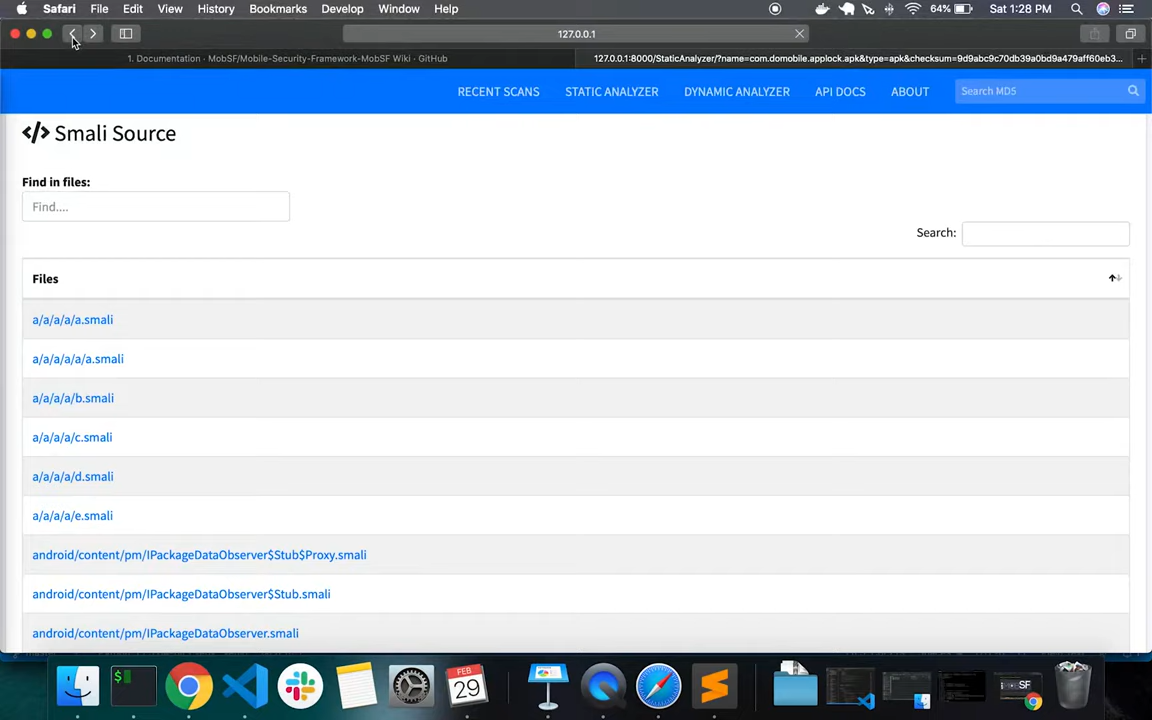 Safari File Edit View History Bookmarks Develop Window Help 64% Sat 1:28 PM
127.0.0.1
1. Documentation · MobSF/Mobile-Security-Framework-MobSF Wiki · GitHub
127.0.0.1:8000/StaticAnalyzer/?name=com.domobile.applock.apk&type=apk&checksum=9d9abc9c70db39a0bd9a479aff60eb3...
RECENT SCANS STATIC ANALYZER DYNAMIC ANALYZER API DOCS ABOUT Search MD5
</> Smali Source
Find in files:
Find....
Search:
Files
a/a/a/a/a.smali
a/a/a/a/a/a.smali
a/a/a/a/b.smali
a/a/a/a/c.smali
a/a/a/a/d.smali
a/a/a/a/e.smali
android/content/pm/IPackageDataObserver$Stub$Proxy.smali
android/content/pm/IPackageDataObserver$Stub.smali
android/content/pm/IPackageDataObserver.smali
$
FEB
29
SF